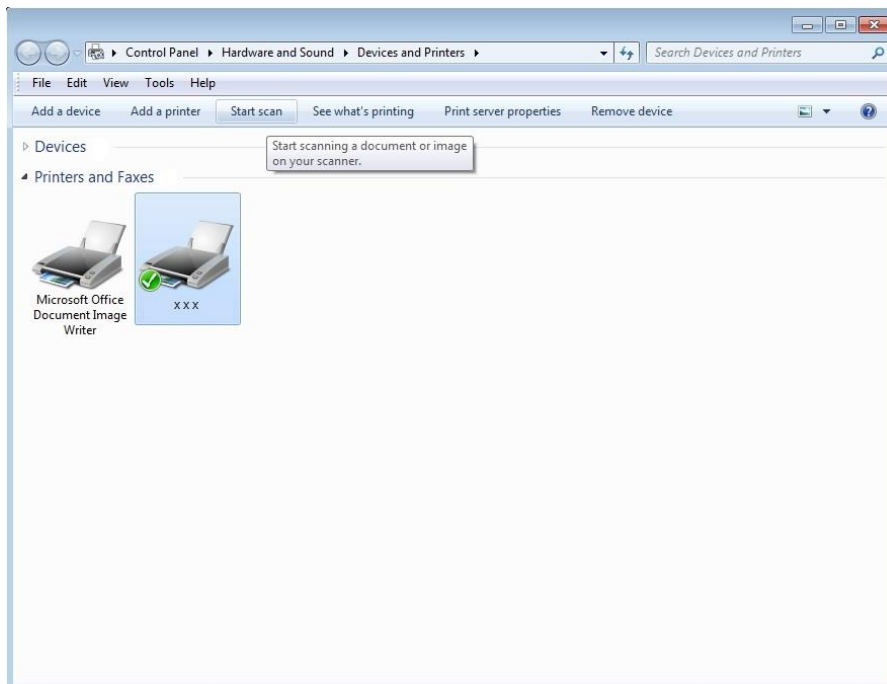 Control Panel Hardware and Sound Devices and Printers Search Devices and Printers
File Edit View Tools Help
Add a device Add a printer Start scan See what's printing Print server properties Remove device
Devices
Start scanning a document or image
on your scanner.
Printers and Faxes
Microsoft Office
Document Image
Writer
x x x